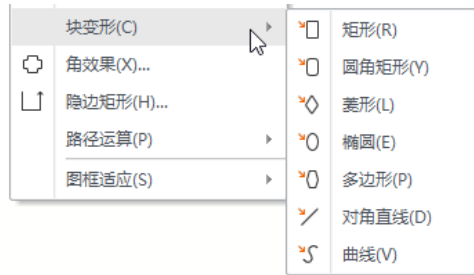 块变形(C)
角效果(X)...
隐边矩形(H)...
路径运算(P)
图框适应(S)
矩形(R)
圆角矩形(Y)
菱形(L)
椭圆(E)
多边形(P)
对角直线(D)
曲线(V)